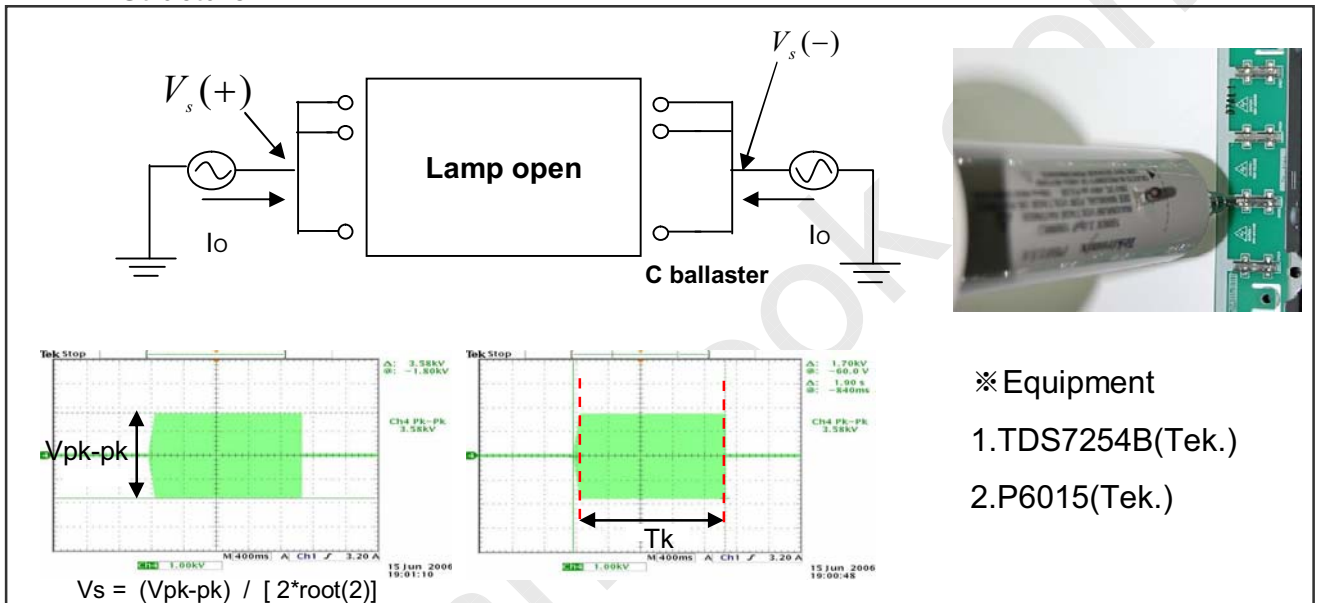 V_s(+)
V_s(−)
Lamp open
Io
Io
C ballaster
Tek Stop
Δ: 3.58kV
@: −1.80kV
Ch4 Pk−Pk
3.58kV
Vpk-pk
M 400ms A Ch1 ʃ 3.20 A
Ch4 1.00kV
15 Jun 2006
19:01:10
Vs = (Vpk-pk) / [ 2*root(2)]
Tek Stop
Δ: 1.70kV
@: −60.0 V
Δ: 1.90 s
@: −840ms
Ch4 Pk−Pk
3.58kV
Tk
M 400ms A Ch1 ʃ 3.20 A
Ch4 1.00kV
15 Jun 2006
19:00:48
※Equipment
1.TDS7254B(Tek.)
2.P6015(Tek.)